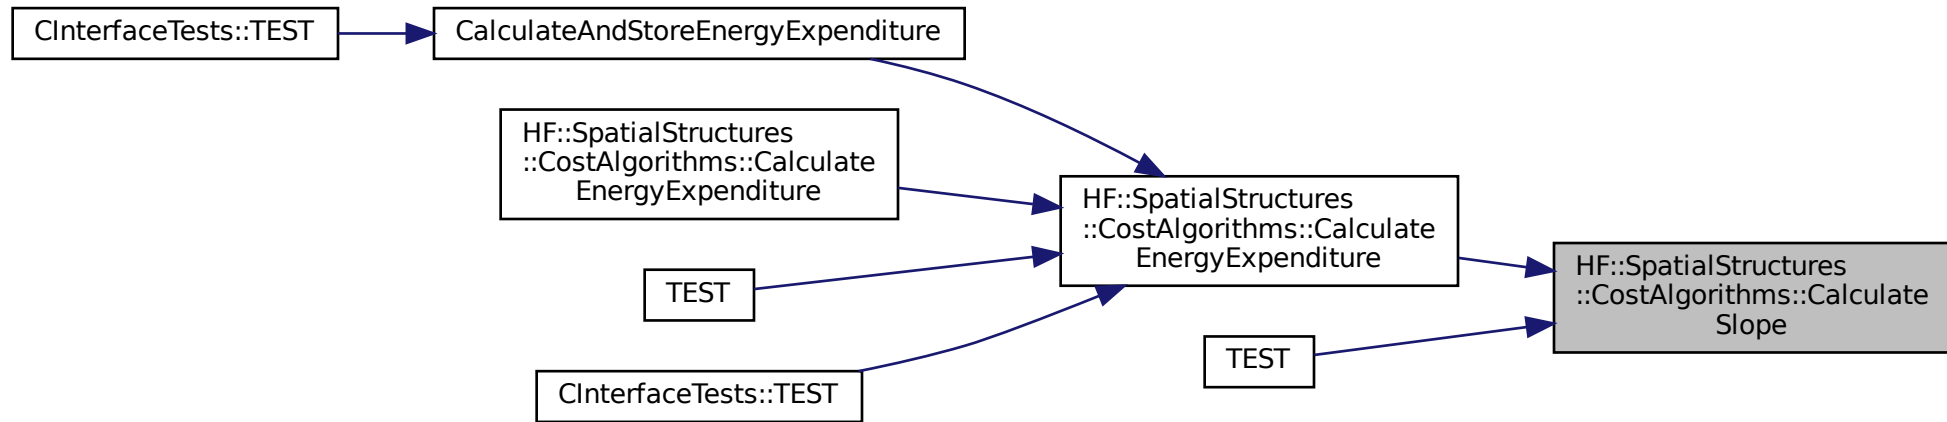 CInterfaceTests::TEST
CalculateAndStoreEnergyExpenditure
HF::SpatialStructures
::CostAlgorithms::Calculate
EnergyExpenditure
TEST
CInterfaceTests::TEST
HF::SpatialStructures
::CostAlgorithms::Calculate
EnergyExpenditure
TEST
HF::SpatialStructures
::CostAlgorithms::Calculate
Slope